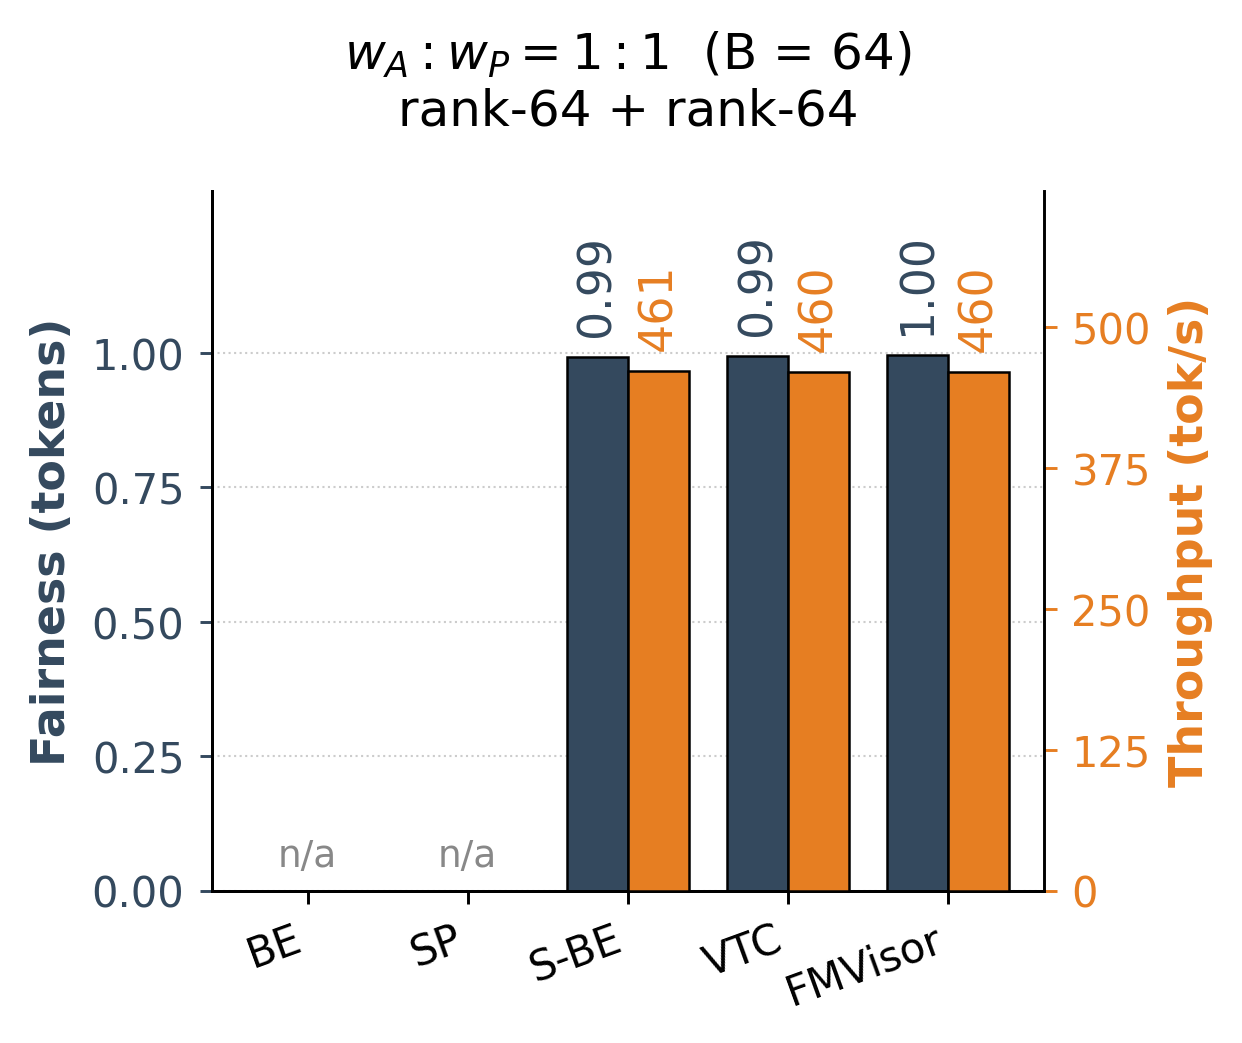 w_A : w_P = 1 : 1 (B = 64)
rank-64 + rank-64
Fairness (tokens)
1.00
0.75
0.50
0.25
0.00
n/a
n/a
0.99
461
0.99
460
1.00
460
500
375
250
125
0
Throughput (tok/s)
BE
SP
S-BE
VTC
FMVisor